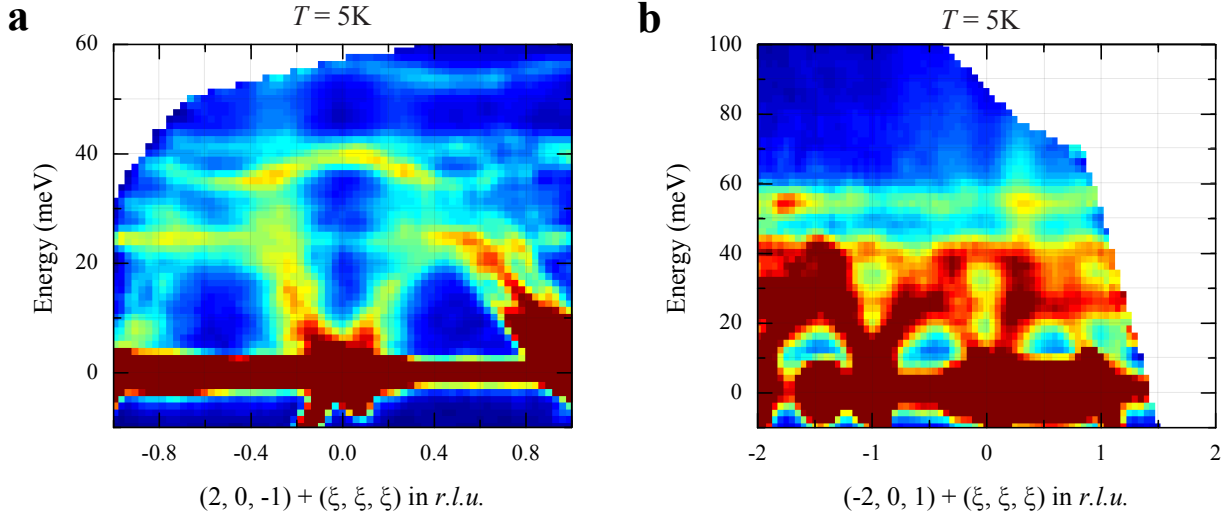 a
T = 5K
60
40
20
0
Energy (meV)
-0.8
-0.4
0.0
0.4
0.8
(2, 0, -1) + (ξ, ξ, ξ) in r.l.u.
b
T = 5K
100
80
60
40
20
0
Energy (meV)
-2
-1
0
1
2
(-2, 0, 1) + (ξ, ξ, ξ) in r.l.u.